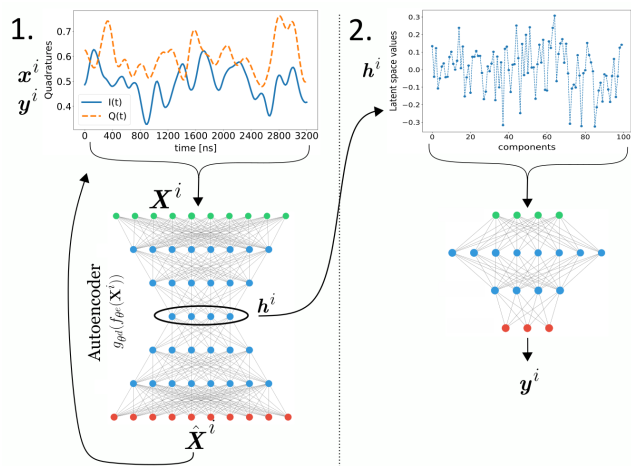 1.
x^i
y^i
Quadratures
0.7
0.6
0.5
0.4
I(t)
Q(t)
0 400 800 1200 1600 2000 2400 2800 3200
time [ns]
X^i
Autoencoder
g_θd(f_θe(X^i))
h^i
X̂^i
2.
h^i
Latent space values
0.3
0.2
0.1
0.0
−0.1
−0.2
−0.3
0 20 40 60 80 100
components
y^i